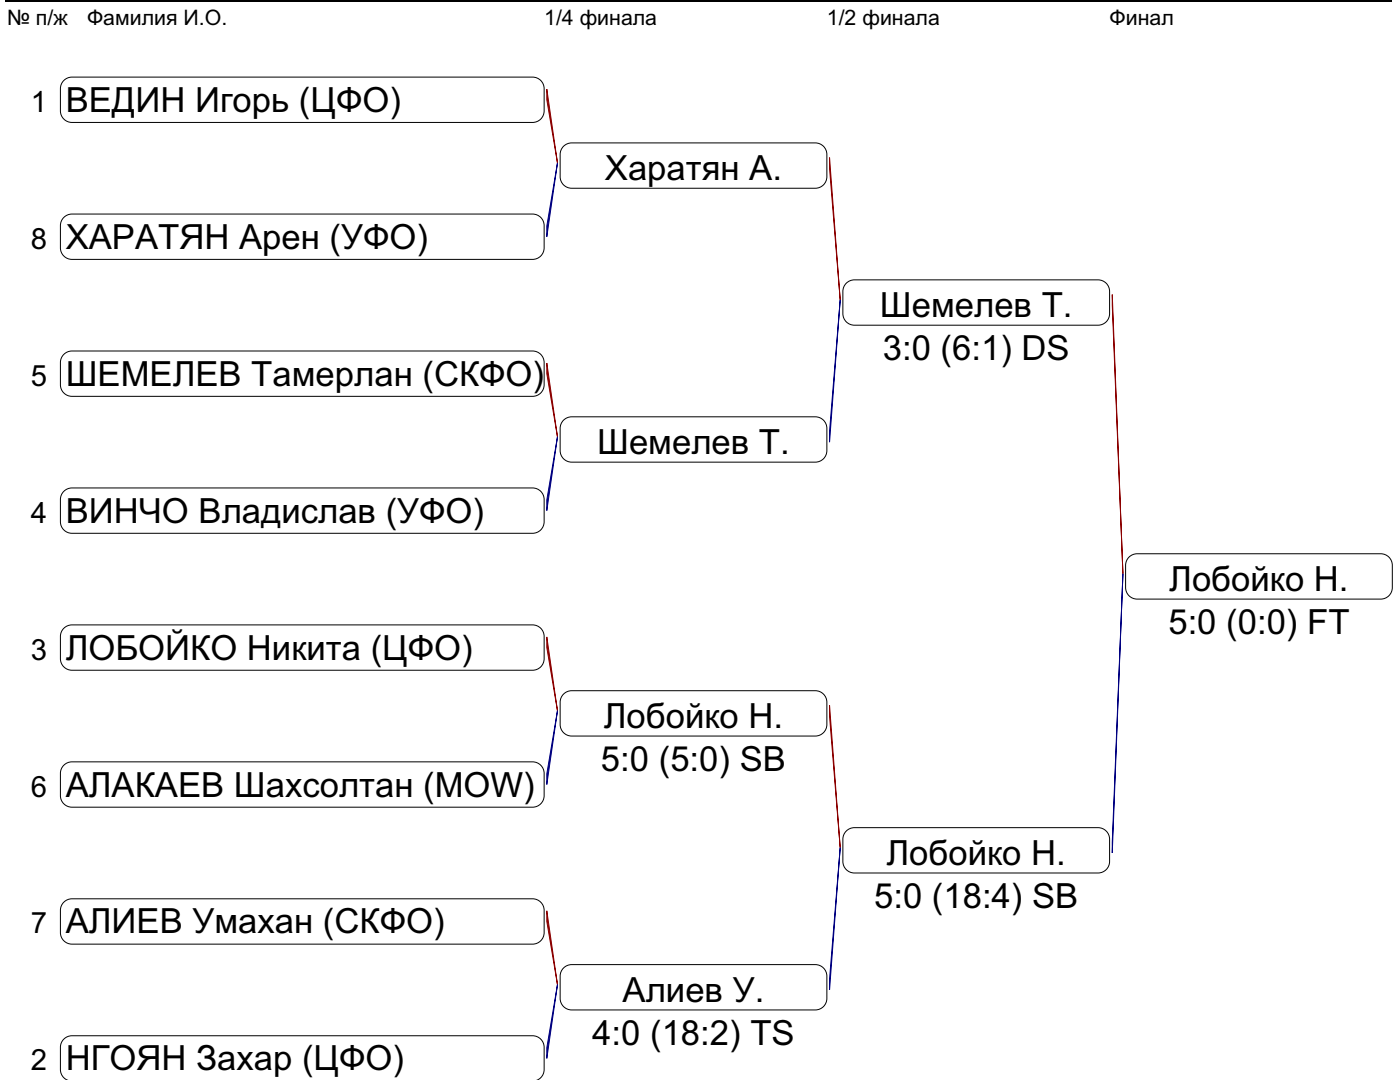 № п/ж Фамилия И.О. 1/4 финала 1/2 финала Финал
1 ВЕДИН Игорь (ЦФО)
Харатян А.
8 ХАРАТЯН Арен (УФО)
Шемелев Т.
3:0 (6:1) DS
5 ШЕМЕЛЕВ Тамерлан (СКФО)
Шемелев Т.
4 ВИНЧО Владислав (УФО)
Лобойко Н.
5:0 (0:0) FT
3 ЛОБОЙКО Никита (ЦФО)
Лобойко Н.
5:0 (5:0) SB
6 АЛАКАЕВ Шахсолтан (MOW)
Лобойко Н.
5:0 (18:4) SB
7 АЛИЕВ Умахан (СКФО)
Алиев У.
4:0 (18:2) TS
2 НГОЯН Захар (ЦФО)